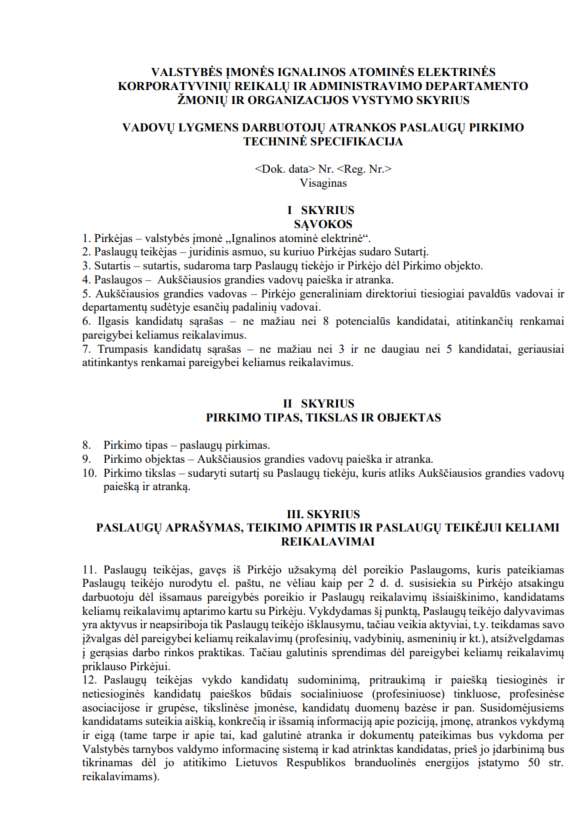 VALSTYBĖS ĮMONĖS IGNALINOS ATOMINĖS ELEKTRINĖS
KORPORATYVINIŲ REIKALŲ IR ADMINISTRAVIMO DEPARTAMENTO
ŽMONIŲ IR ORGANIZACIJOS VYSTYMO SKYRIUS
VADOVŲ LYGMENS DARBUOTOJŲ ATRANKOS PASLAUGŲ PIRKIMO
TECHNINĖ SPECIFIKACIJA
<Dok. data> Nr. <Reg. Nr.>
Visaginas
I SKYRIUS
SĄVOKOS
1. Pirkėjas – valstybės įmonė „Ignalinos atominė elektrinė“.
2. Paslaugų teikėjas – juridinis asmuo, su kuriuo Pirkėjas sudaro Sutartį.
3. Sutartis – sutartis, sudaroma tarp Paslaugų tiekėjo ir Pirkėjo dėl Pirkimo objekto.
4. Paslaugos – Aukščiausios grandies vadovų paieška ir atranka.
5. Aukščiausios grandies vadovas – Pirkėjo generaliniam direktoriui tiesiogiai pavaldūs vadovai ir
departamentų sudėtyje esančių padalinių vadovai.
6. Ilgasis kandidatų sąrašas – ne mažiau nei 8 potencialūs kandidatai, atitinkančių renkamai
pareigybei keliamus reikalavimus.
7. Trumpasis kandidatų sąrašas – ne mažiau nei 3 ir ne daugiau nei 5 kandidatai, geriausiai
atitinkantys renkamai pareigybei keliamus reikalavimus.
II SKYRIUS
PIRKIMO TIPAS, TIKSLAS IR OBJEKTAS
8. Pirkimo tipas – paslaugų pirkimas.
9. Pirkimo objektas – Aukščiausios grandies vadovų paieška ir atranka.
10. Pirkimo tikslas – sudaryti sutartį su Paslaugų tiekėju, kuris atliks Aukščiausios grandies vadovų
paiešką ir atranką.
III. SKYRIUS
PASLAUGŲ APRAŠYMAS, TEIKIMO APIMTIS IR PASLAUGŲ TEIKĖJUI KELIAMI
REIKALAVIMAI
11. Paslaugų teikėjas, gavęs iš Pirkėjo užsakymą dėl poreikio Paslaugoms, kuris pateikiamas
Paslaugų teikėjo nurodytu el. paštu, ne vėliau kaip per 2 d. d. susisiekia su Pirkėjo atsakingu
darbuotoju dėl išsamaus pareigybės poreikio ir Paslaugų reikalavimų išsiaiškinimo, kandidatams
keliamų reikalavimų aptarimo kartu su Pirkėju. Vykdydamas šį punktą, Paslaugų teikėjo dalyvavimas
yra aktyvus ir neapsiriboja tik Paslaugų teikėjo išklausymu, tačiau veikia aktyviai, t.y. teikdamas savo
įžvalgas dėl pareigybei keliamų reikalavimų (profesinių, vadybinių, asmeninių ir kt.), atsižvelgdamas
į gerąsias darbo rinkos praktikas. Tačiau galutinis sprendimas dėl pareigybei keliamų reikalavimų
priklauso Pirkėjui.
12. Paslaugų teikėjas vykdo kandidatų sudominimą, pritraukimą ir paiešką tiesioginės ir
netiesioginės kandidatų paieškos būdais socialiniuose (profesiniuose) tinkluose, profesinėse
asociacijose ir grupėse, tikslinėse įmonėse, kandidatų duomenų bazėse ir pan. Susidomėjusiems
kandidatams suteikia aiškią, konkrečią ir išsamią informaciją apie poziciją, įmonę, atrankos vykdymą
ir eigą (tame tarpe ir apie tai, kad galutinė atranka ir dokumentų pateikimas bus vykdoma per
Valstybės tarnybos valdymo informacinę sistemą ir kad atrinktas kandidatas, prieš jo įdarbinimą bus
tikrinamas dėl jo atitikimo Lietuvos Respublikos branduolinės energijos įstatymo 50 str.
reikalavimams).